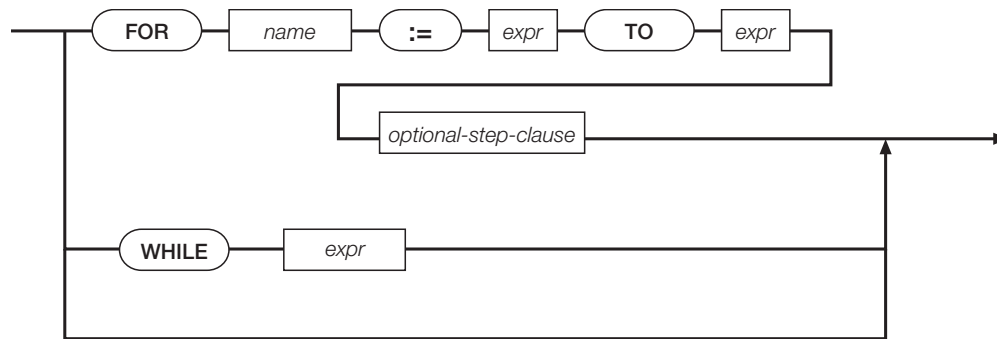 FOR name := expr TO expr
optional-step-clause
WHILE expr